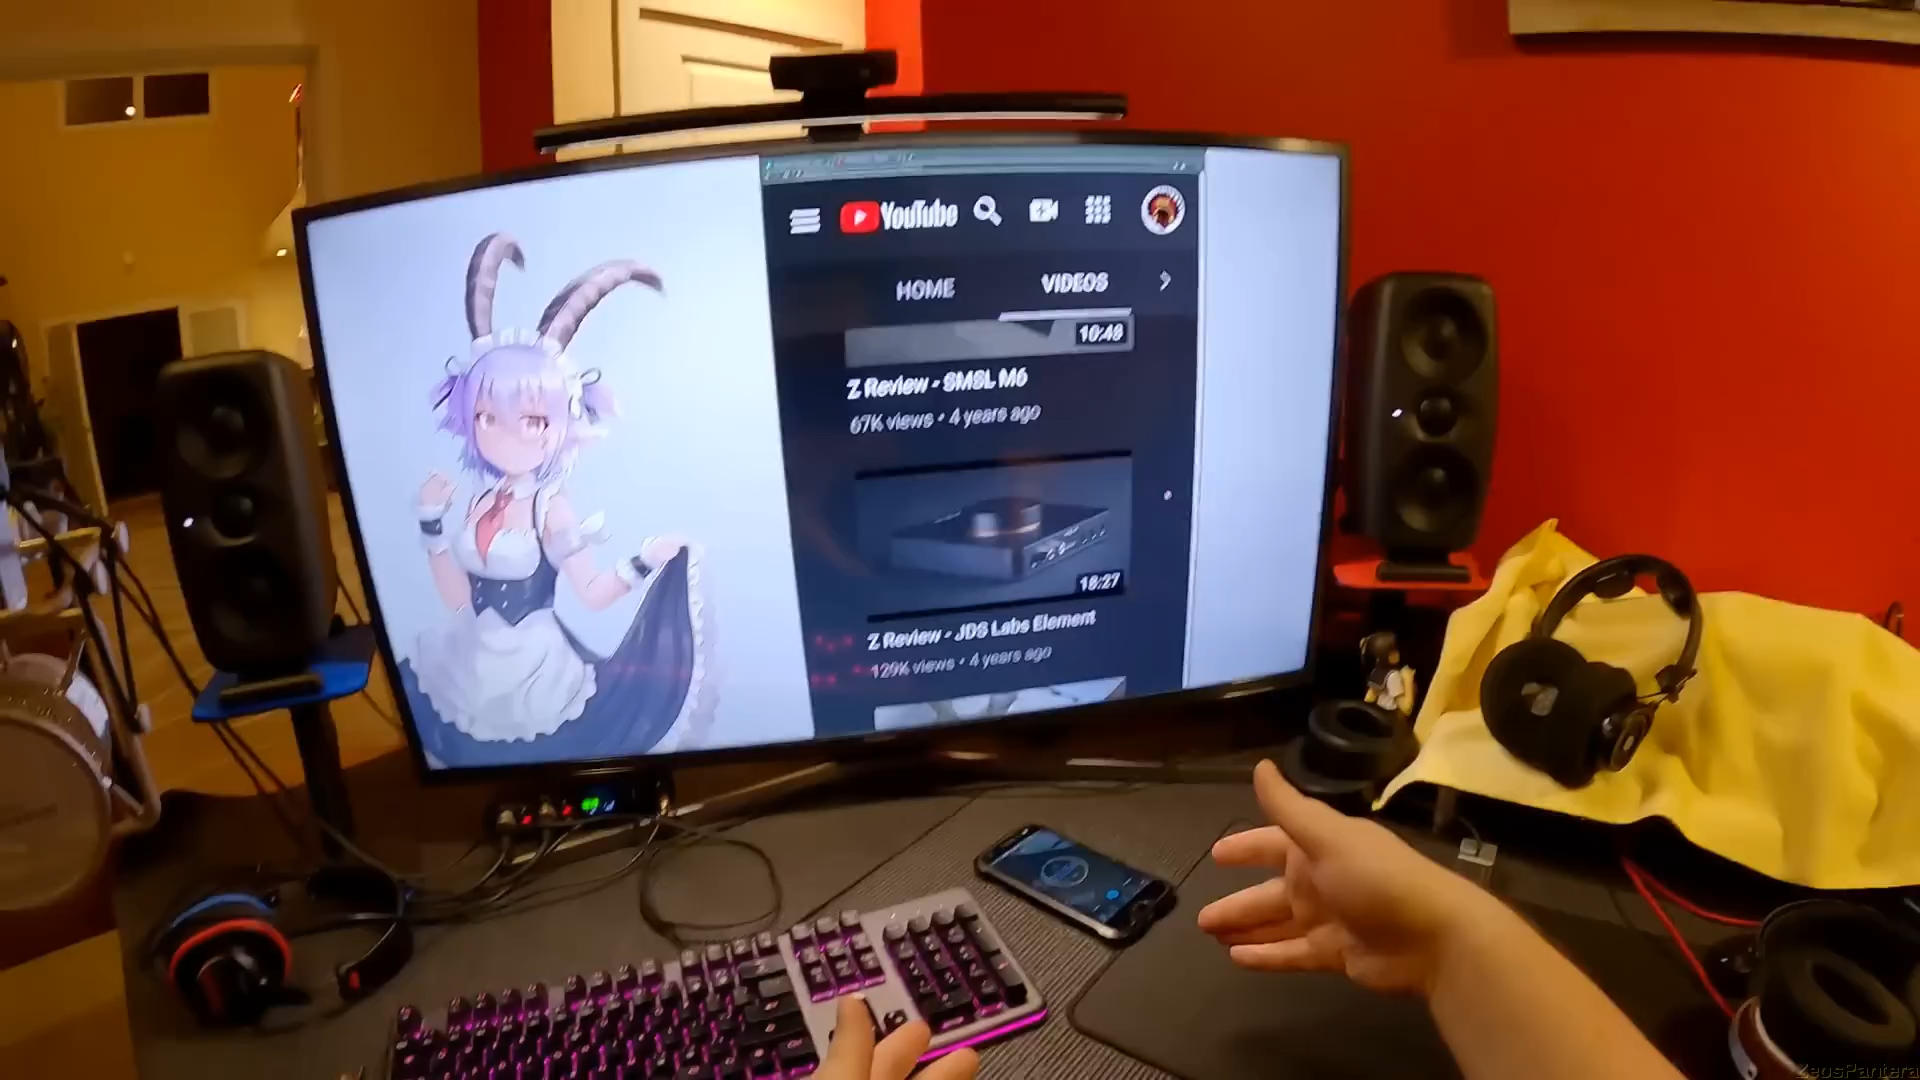 YouTube
HOME
VIDEOS
10:48
Z Review - SMSL M6
67K views • 4 years ago
18:27
Z Review - JDS Labs Element
129K views • 4 years ago
ZeosPantera